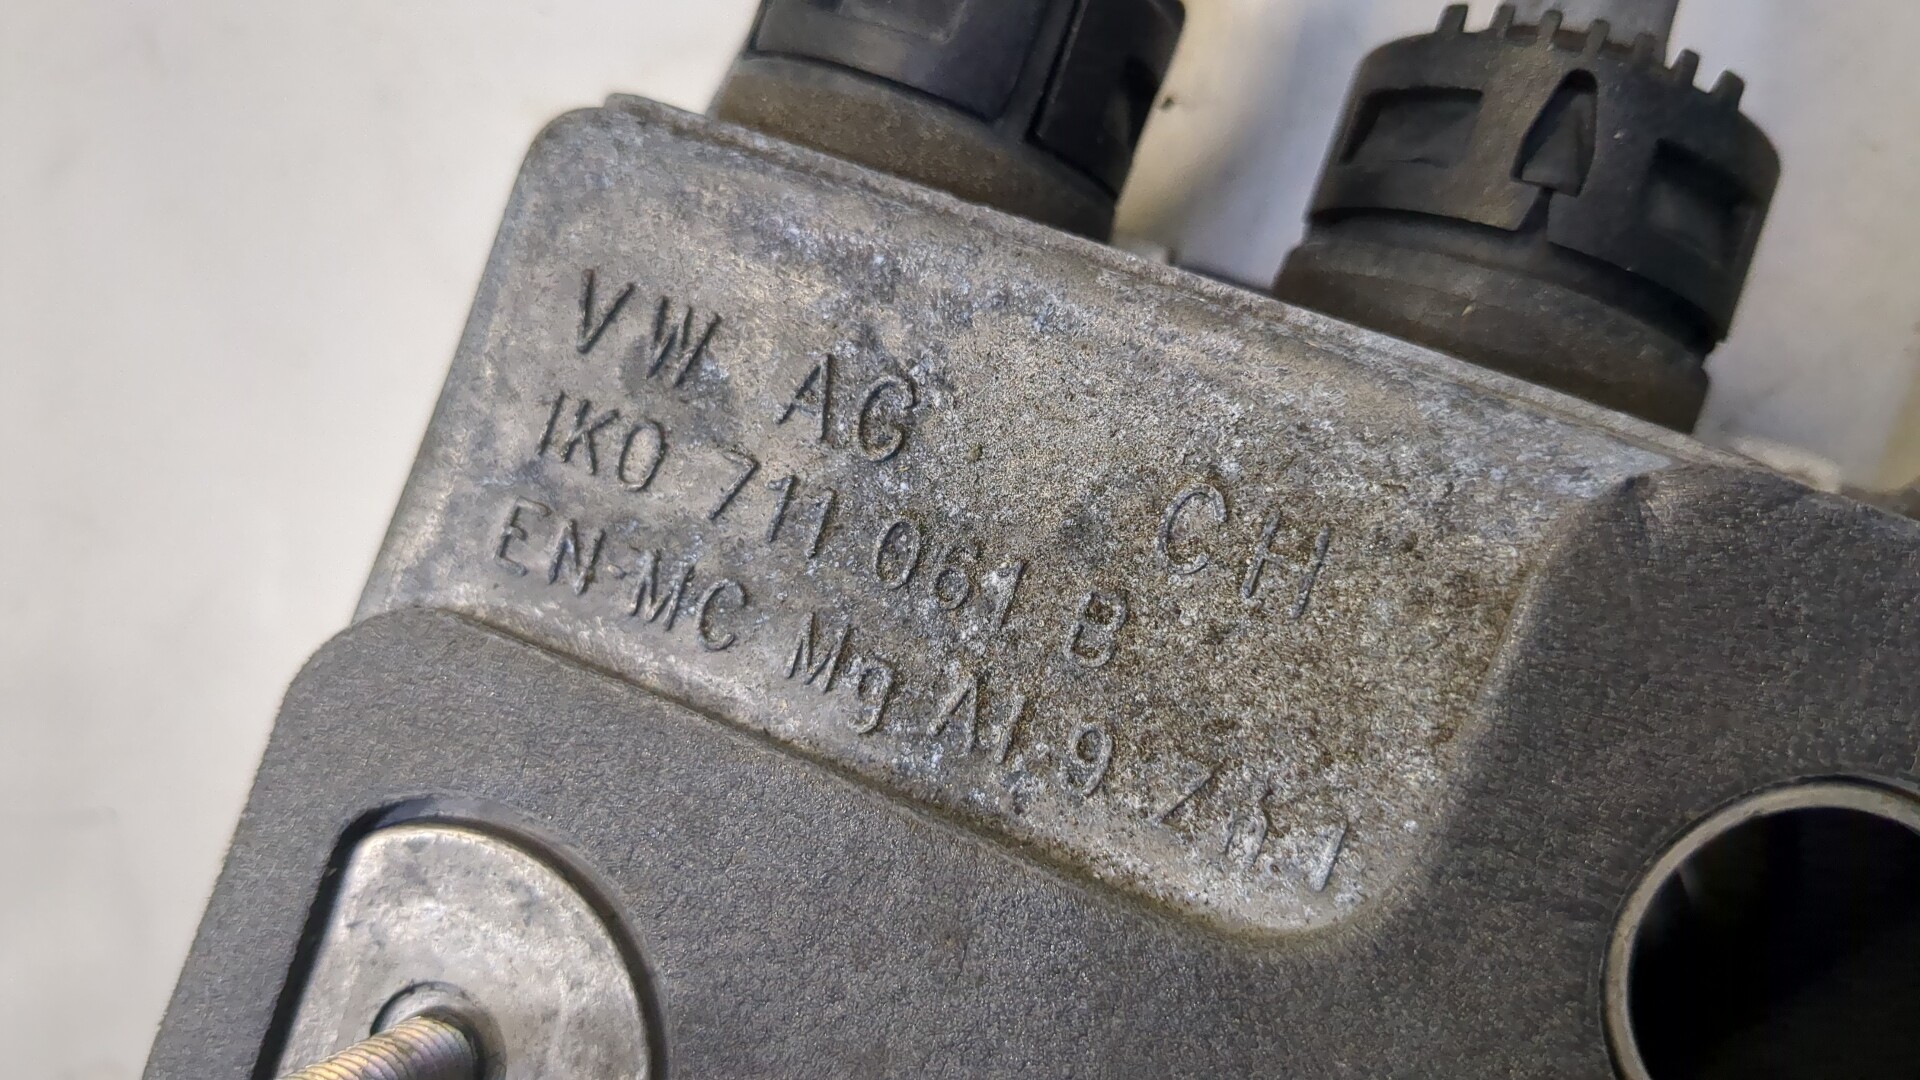 VW AG CH
1K0 711 061 B
EN-MC Mg Al 9 Zn 1